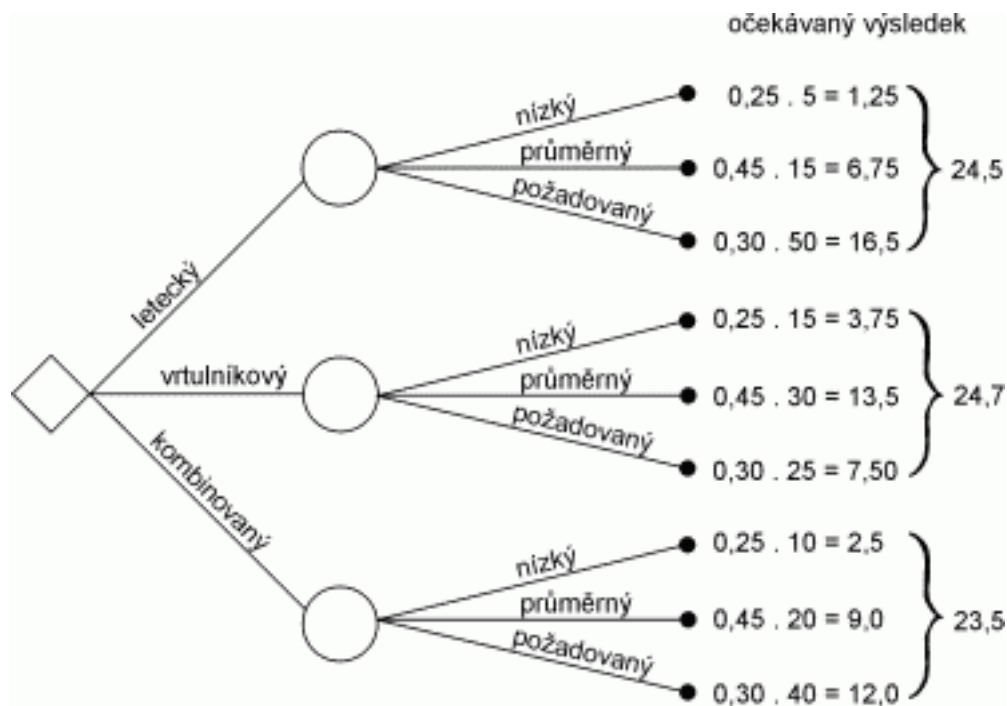 očekávaný výsledek
letecký
nízký
0,25 . 5 = 1,25
průměrný
0,45 . 15 = 6,75
požadovaný
0,30 . 50 = 16,5
24,5
vrtulníkový
nízký
0,25 . 15 = 3,75
průměrný
0,45 . 30 = 13,5
požadovaný
0,30 . 25 = 7,50
24,7
kombinovaný
nízký
0,25 . 10 = 2,5
průměrný
0,45 . 20 = 9,0
požadovaný
0,30 . 40 = 12,0
23,5